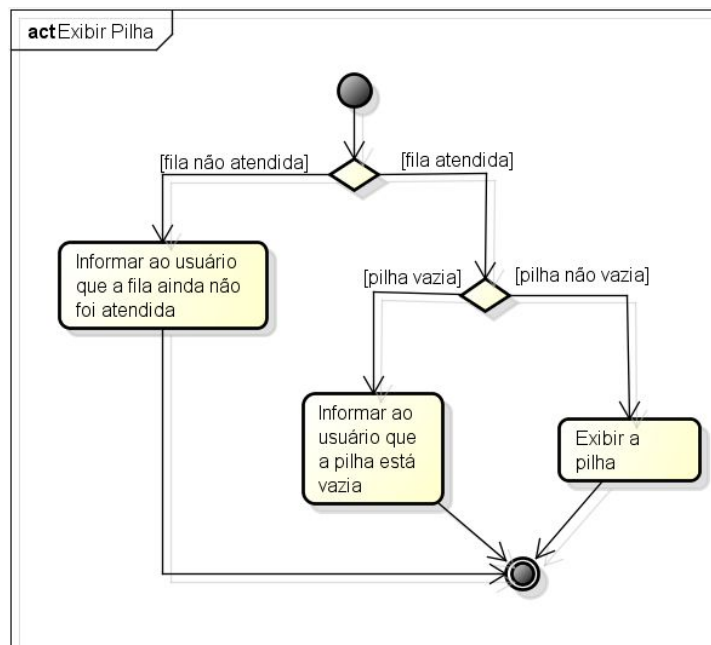 act Exibir Pilha
[fila não atendida]
[fila atendida]
Informar ao usuário
que a fila ainda não
foi atendida
[pilha vazia]
[pilha não vazia]
Informar ao
usuário que
a pilha está
vazia
Exibir a
pilha